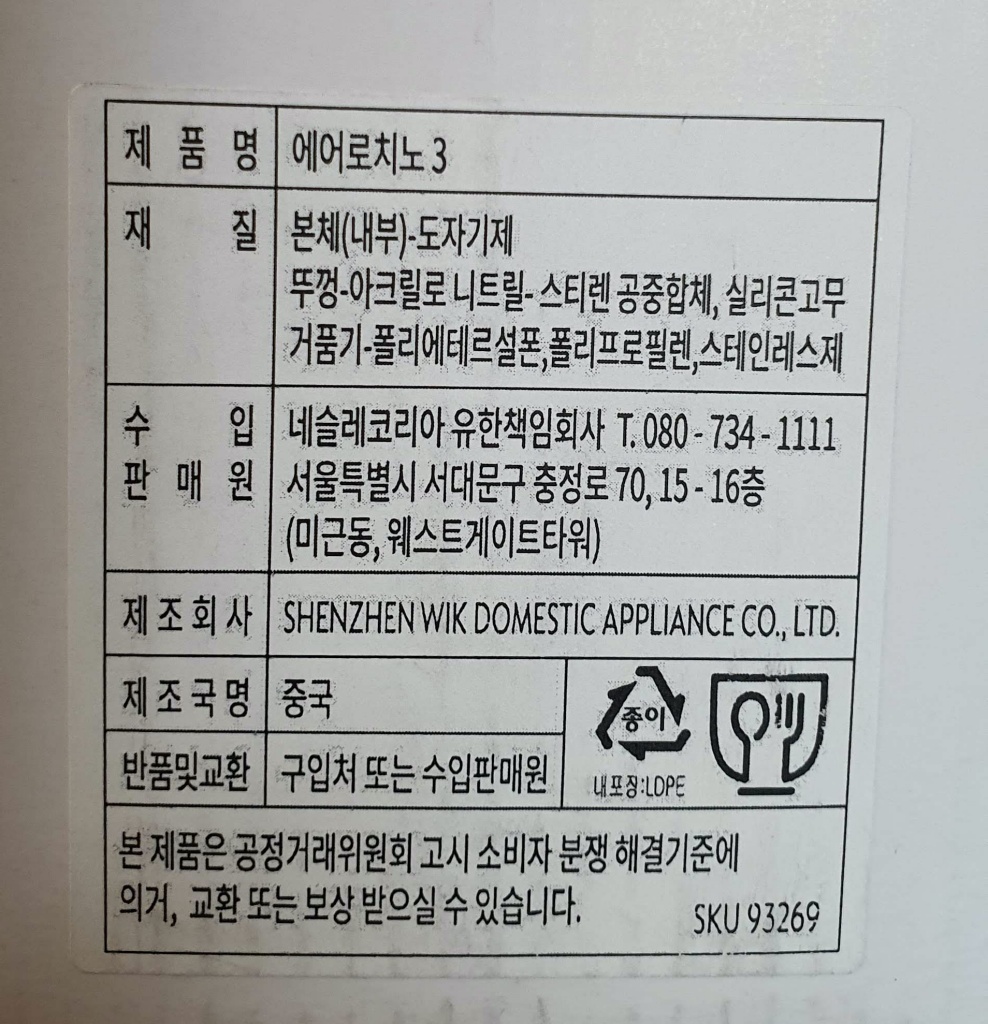 제품명 에어로치노 3
재질 본체(내부)-도자기제
뚜껑-아크릴로 니트릴- 스티렌 공중합체, 실리콘고무
거품기-폴리에테르설폰,폴리프로필렌,스테인레스제
수입 네슬레코리아 유한책임회사 T. 080 - 734 - 1111
판매원 서울특별시 서대문구 충정로 70, 15 - 16층
(미근동, 웨스트게이트타워)
제조회사 SHENZHEN WIK DOMESTIC APPLIANCE CO., LTD.
제조국명 중국
종이
반품및교환 구입처 또는 수입판매원
내포장:LDPE
본 제품은 공정거래위원회 고시 소비자 분쟁 해결기준에
의거, 교환 또는 보상 받으실 수 있습니다.
SKU 93269